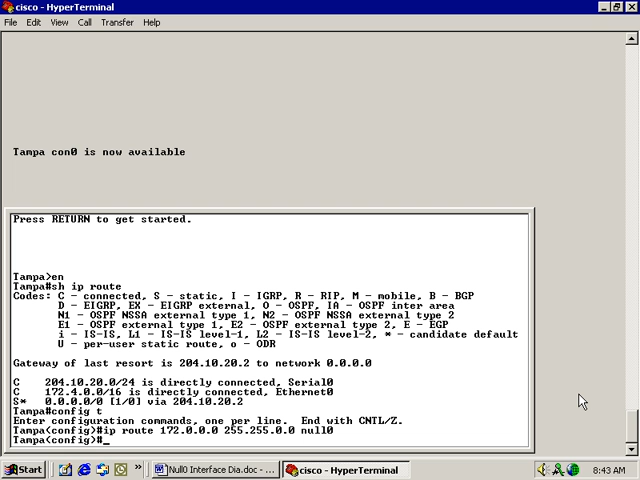 cisco - HyperTerminal
File Edit View Call Transfer Help
Tampa con0 is now available
Press RETURN to get started.
Tampa>en
Tampa#sh ip route
Codes: C - connected, S - static, I - IGRP, R - RIP, M - mobile, B - BGP
D - EIGRP, EX - EIGRP external, O - OSPF, IA - OSPF inter area
N1 - OSPF NSSA external type 1, N2 - OSPF NSSA external type 2
E1 - OSPF external type 1, E2 - OSPF external type 2, E - EGP
i - IS-IS, L1 - IS-IS level-1, L2 - IS-IS level-2, * - candidate default
U - per-user static route, o - ODR
Gateway of last resort is 204.10.20.2 to network 0.0.0.0
C 204.10.20.0/24 is directly connected, Serial0
C 172.4.0.0/16 is directly connected, Ethernet0
S* 0.0.0.0/0 [1/0] via 204.10.20.2
Tampa#config t
Enter configuration commands, one per line. End with CNTL/Z.
Tampa(config)#ip route 172.0.0.0 255.255.0.0 null0
Tampa(config)#_
Start » Null0 Interface Dia.doc - ... cisco - HyperTerminal 8:43 AM